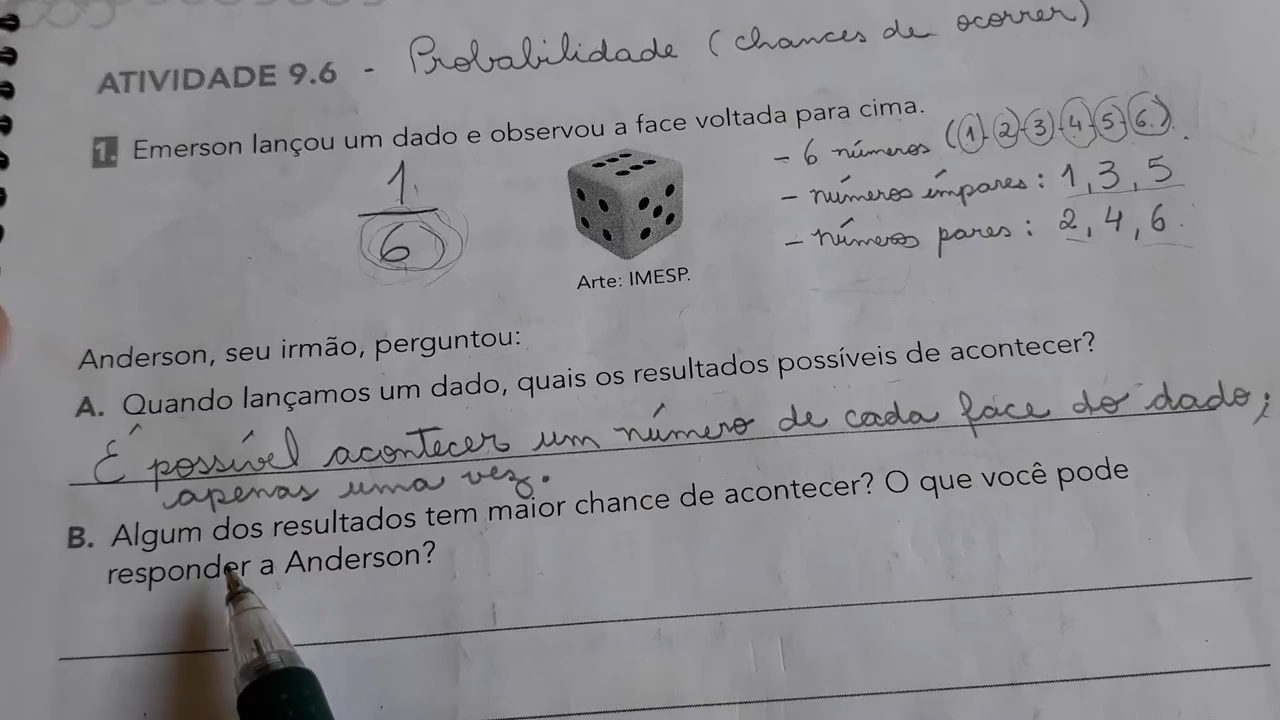 ATIVIDADE 9.6 - Probabilidade (chances de ocorrer)
1. Emerson lançou um dado e observou a face voltada para cima.
1
6
- 6 números (1-2-3-4-5-6.).
- números ímpares: 1, 3, 5
- números pares: 2, 4, 6.
Arte: IMESP.
Anderson, seu irmão, perguntou:
A. Quando lançamos um dado, quais os resultados possíveis de acontecer?
É possível acontecer um número de cada face do dado;
apenas uma vez.
B. Algum dos resultados tem maior chance de acontecer? O que você pode
responder a Anderson?